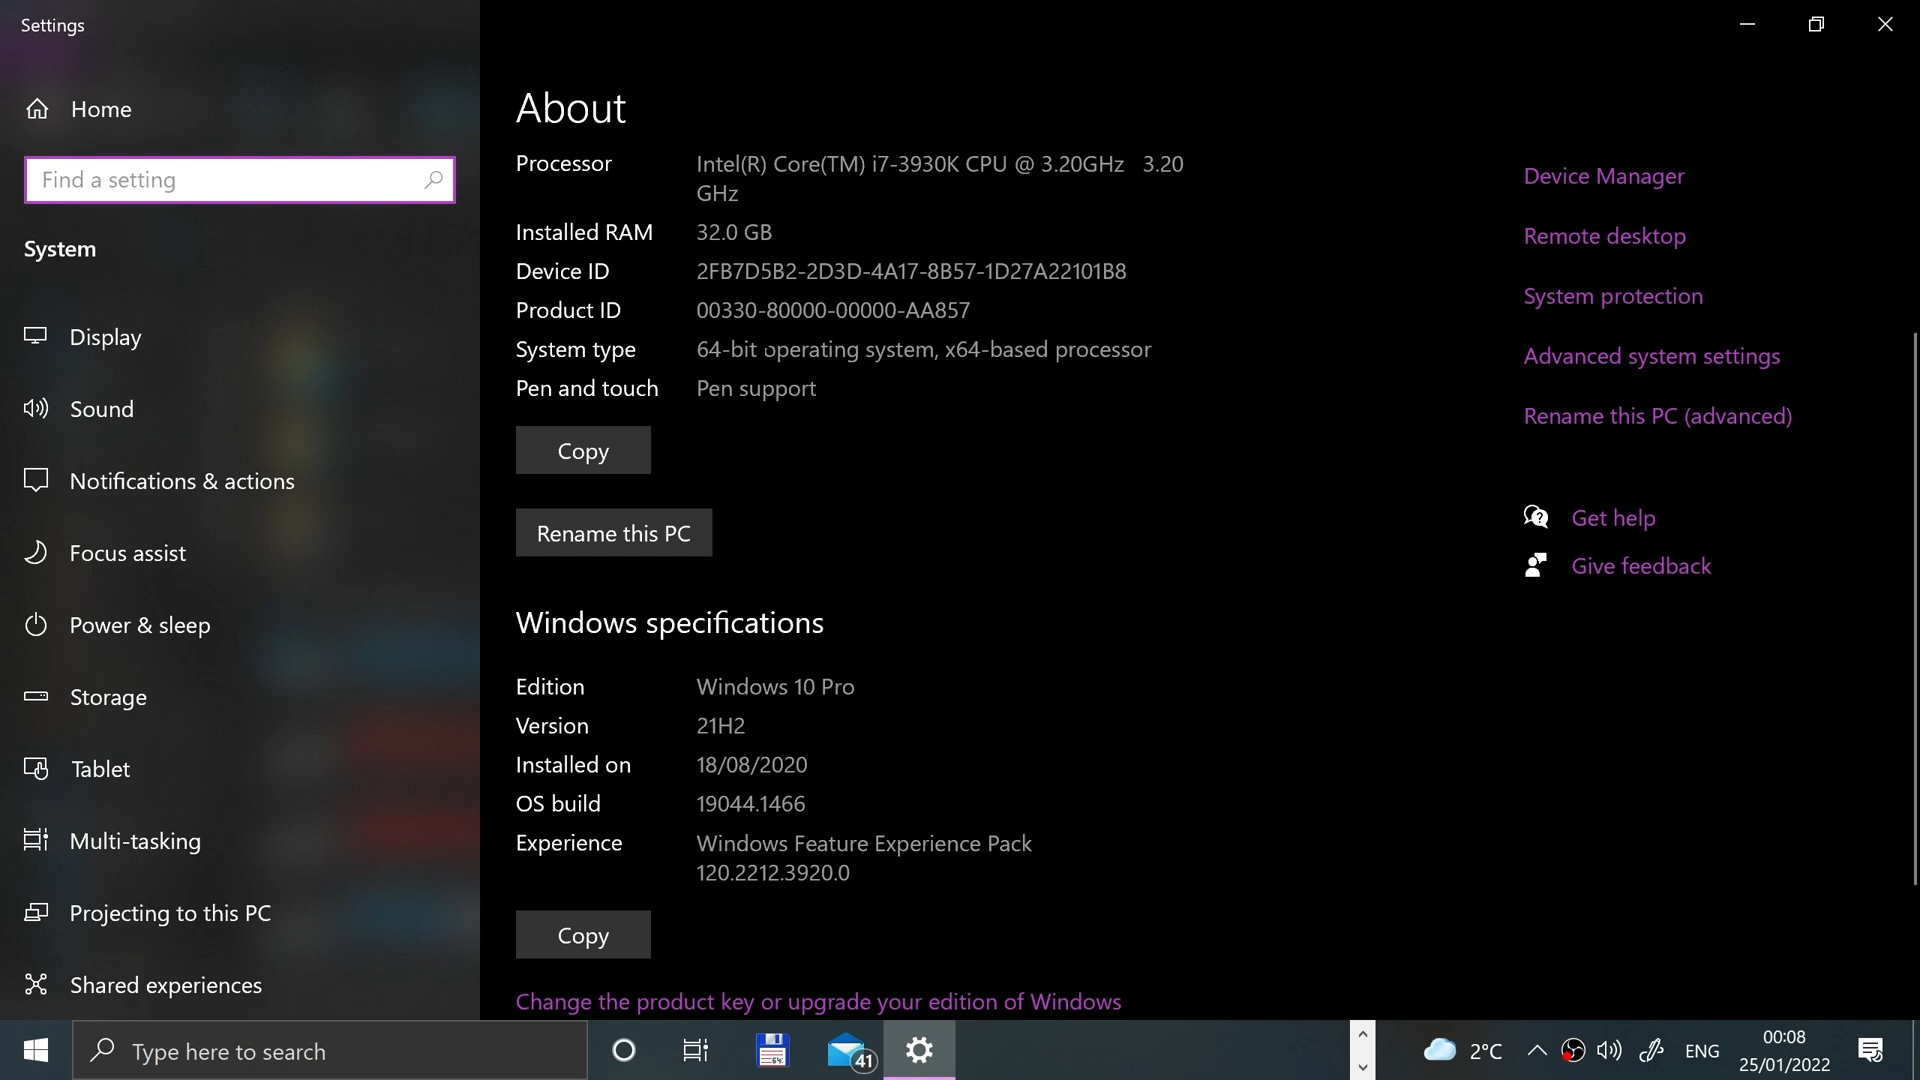 Settings
Home
Find a setting
System
Display
Sound
Notifications & actions
Focus assist
Power & sleep
Storage
Tablet
Multi-tasking
Projecting to this PC
Shared experiences
About
Processor Intel(R) Core(TM) i7-3930K CPU @ 3.20GHz 3.20
GHz
Installed RAM 32.0 GB
Device ID 2FB7D5B2-2D3D-4A17-8B57-1D27A22101B8
Product ID 00330-80000-00000-AA857
System type 64-bit operating system, x64-based processor
Pen and touch Pen support
Copy
Rename this PC
Windows specifications
Edition Windows 10 Pro
Version 21H2
Installed on 18/08/2020
OS build 19044.1466
Experience Windows Feature Experience Pack
120.2212.3920.0
Copy
Change the product key or upgrade your edition of Windows
Device Manager
Remote desktop
System protection
Advanced system settings
Rename this PC (advanced)
Get help
Give feedback
Type here to search
64
41
2°C
ENG
00:08
25/01/2022